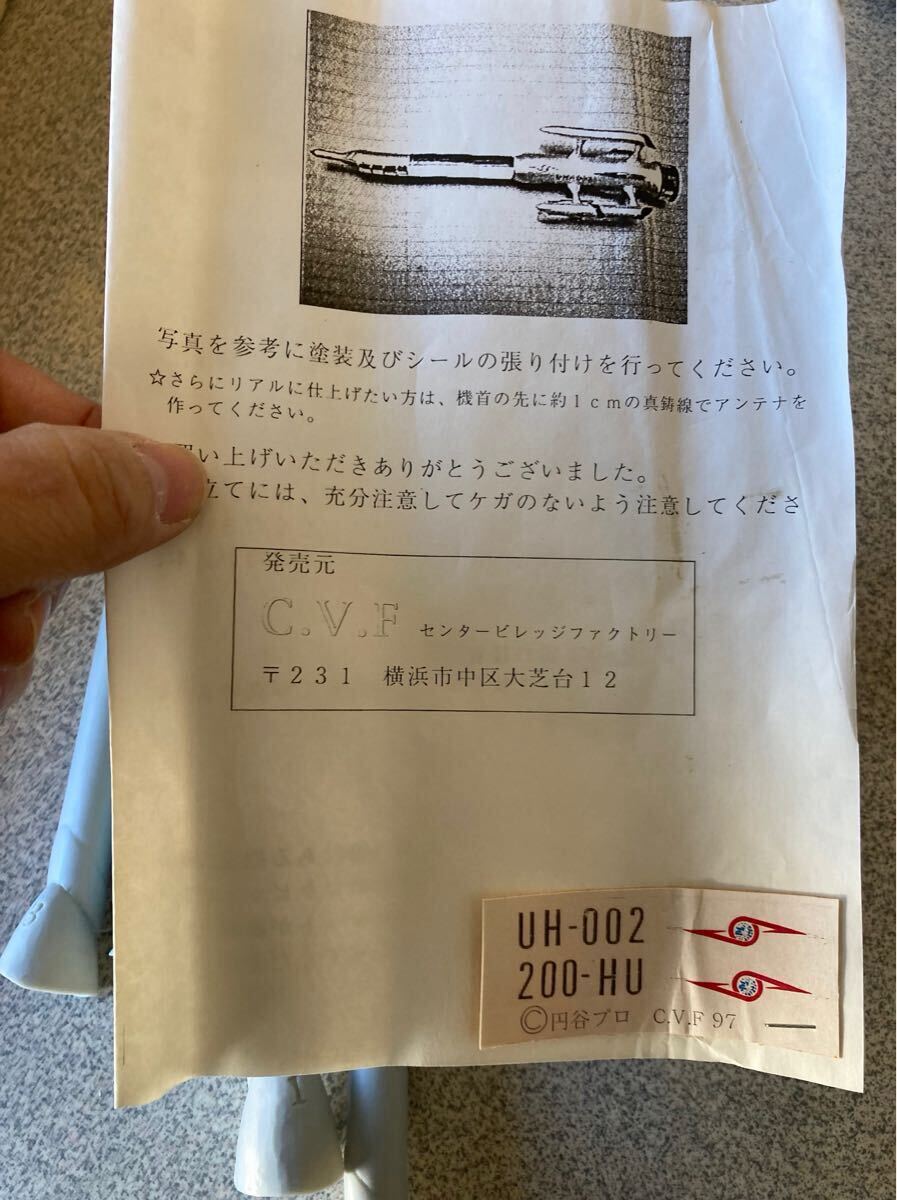 写真を参考に塗装及びシールの張り付けを行ってください。
☆さらにリアルに仕上げたい方は、機首の先に約1cmの真鋳線でアンテナを
作ってください。
い上げいただきありがとうございました。
立てには、充分注意してケガのないよう注意してくださ
発売元
C.V.F センタービレッジファクトリー
〒231 横浜市中区大芝台12
UH-002
200-HU
©円谷プロ C.V.F 97